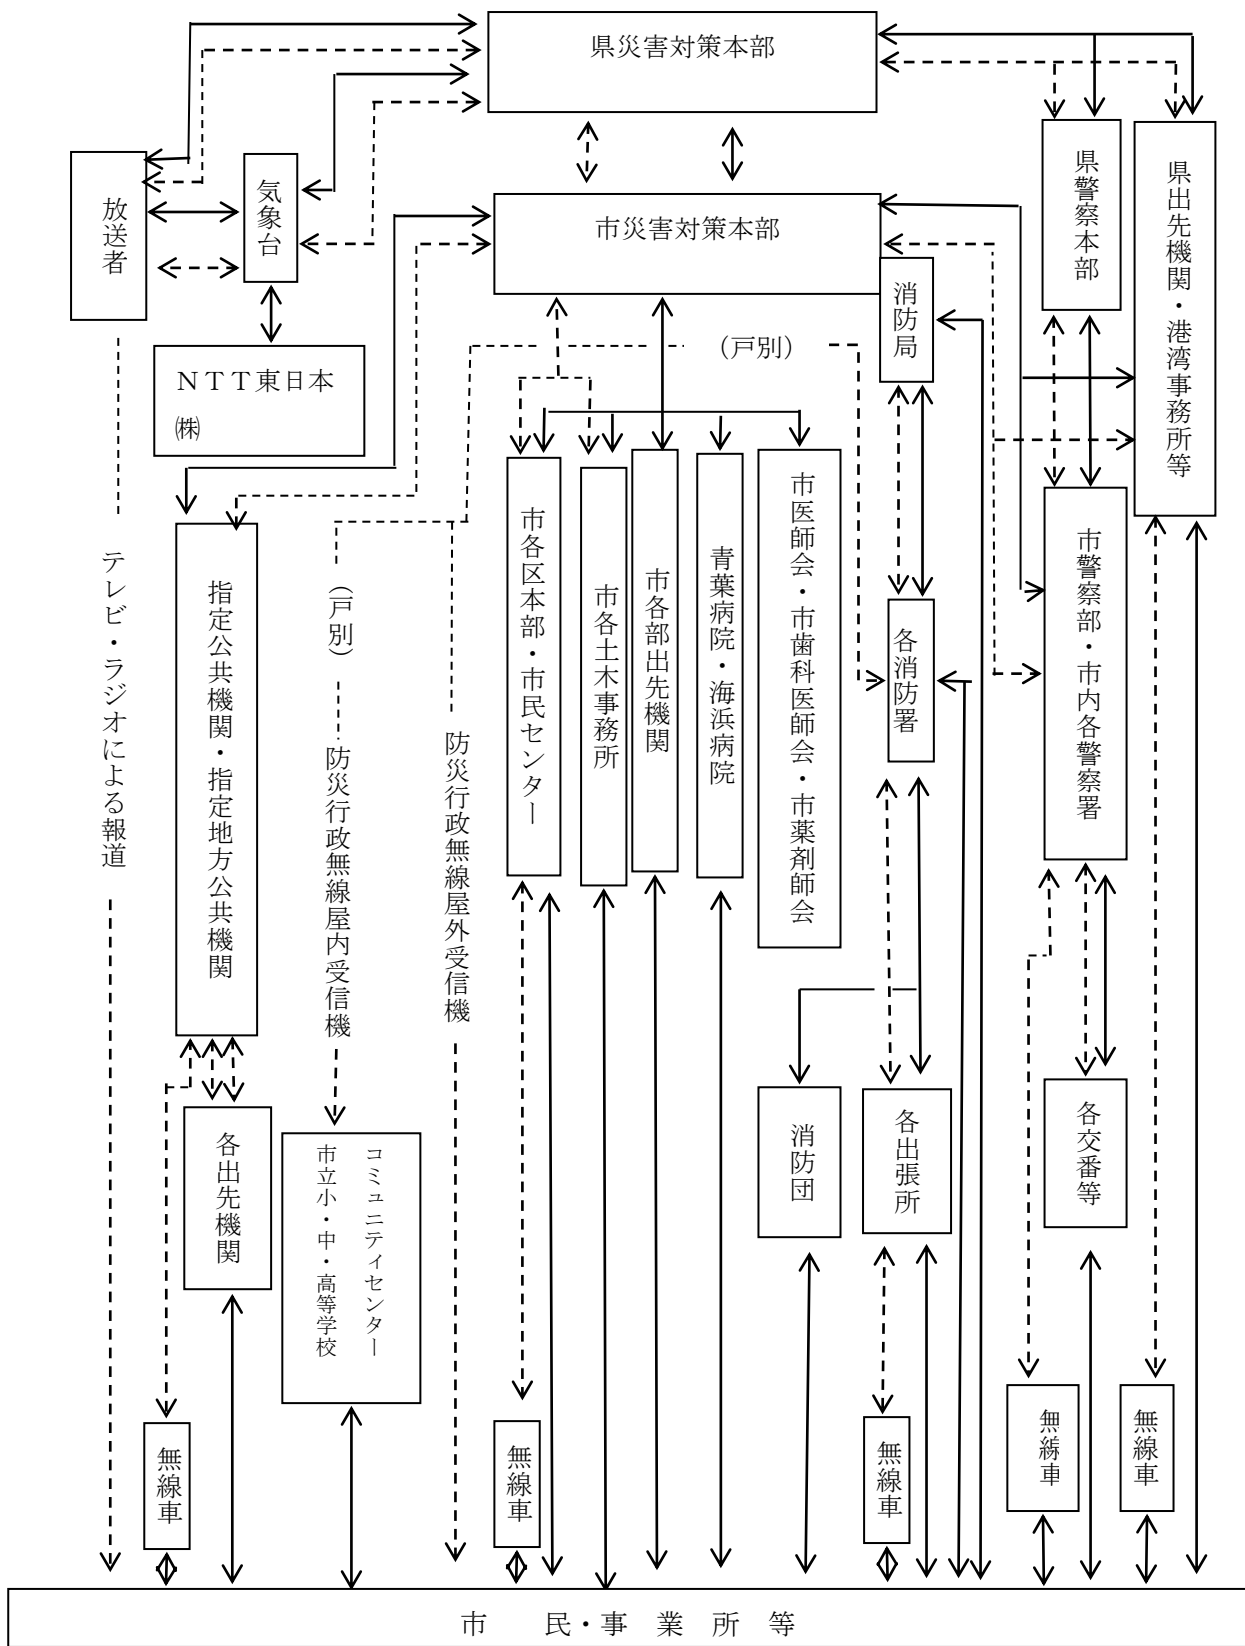 県災害対策本部
県警察本部
県出先機関・港湾事務所等
放送者
気象台
市災害対策本部
消防局
ＮＴＴ東日本
㈱
（戸別）
市各区本部・市民センター
市各土木事務所
市各部出先機関
青葉病院・海浜病院
市医師会・市歯科医師会・市薬剤師会
各消防署
市警察部・市内各警察署
テレビ・ラジオによる報道
指定公共機関・指定地方公共機関
（戸別）
防災行政無線屋内受信機
防災行政無線屋外受信機
各出先機関
コミュニティセンター
市立小・中・高等学校
消防団
各出張所
各交番等
無線車
無線車
無線車
無線車
無線車
市　民・事　業　所　等